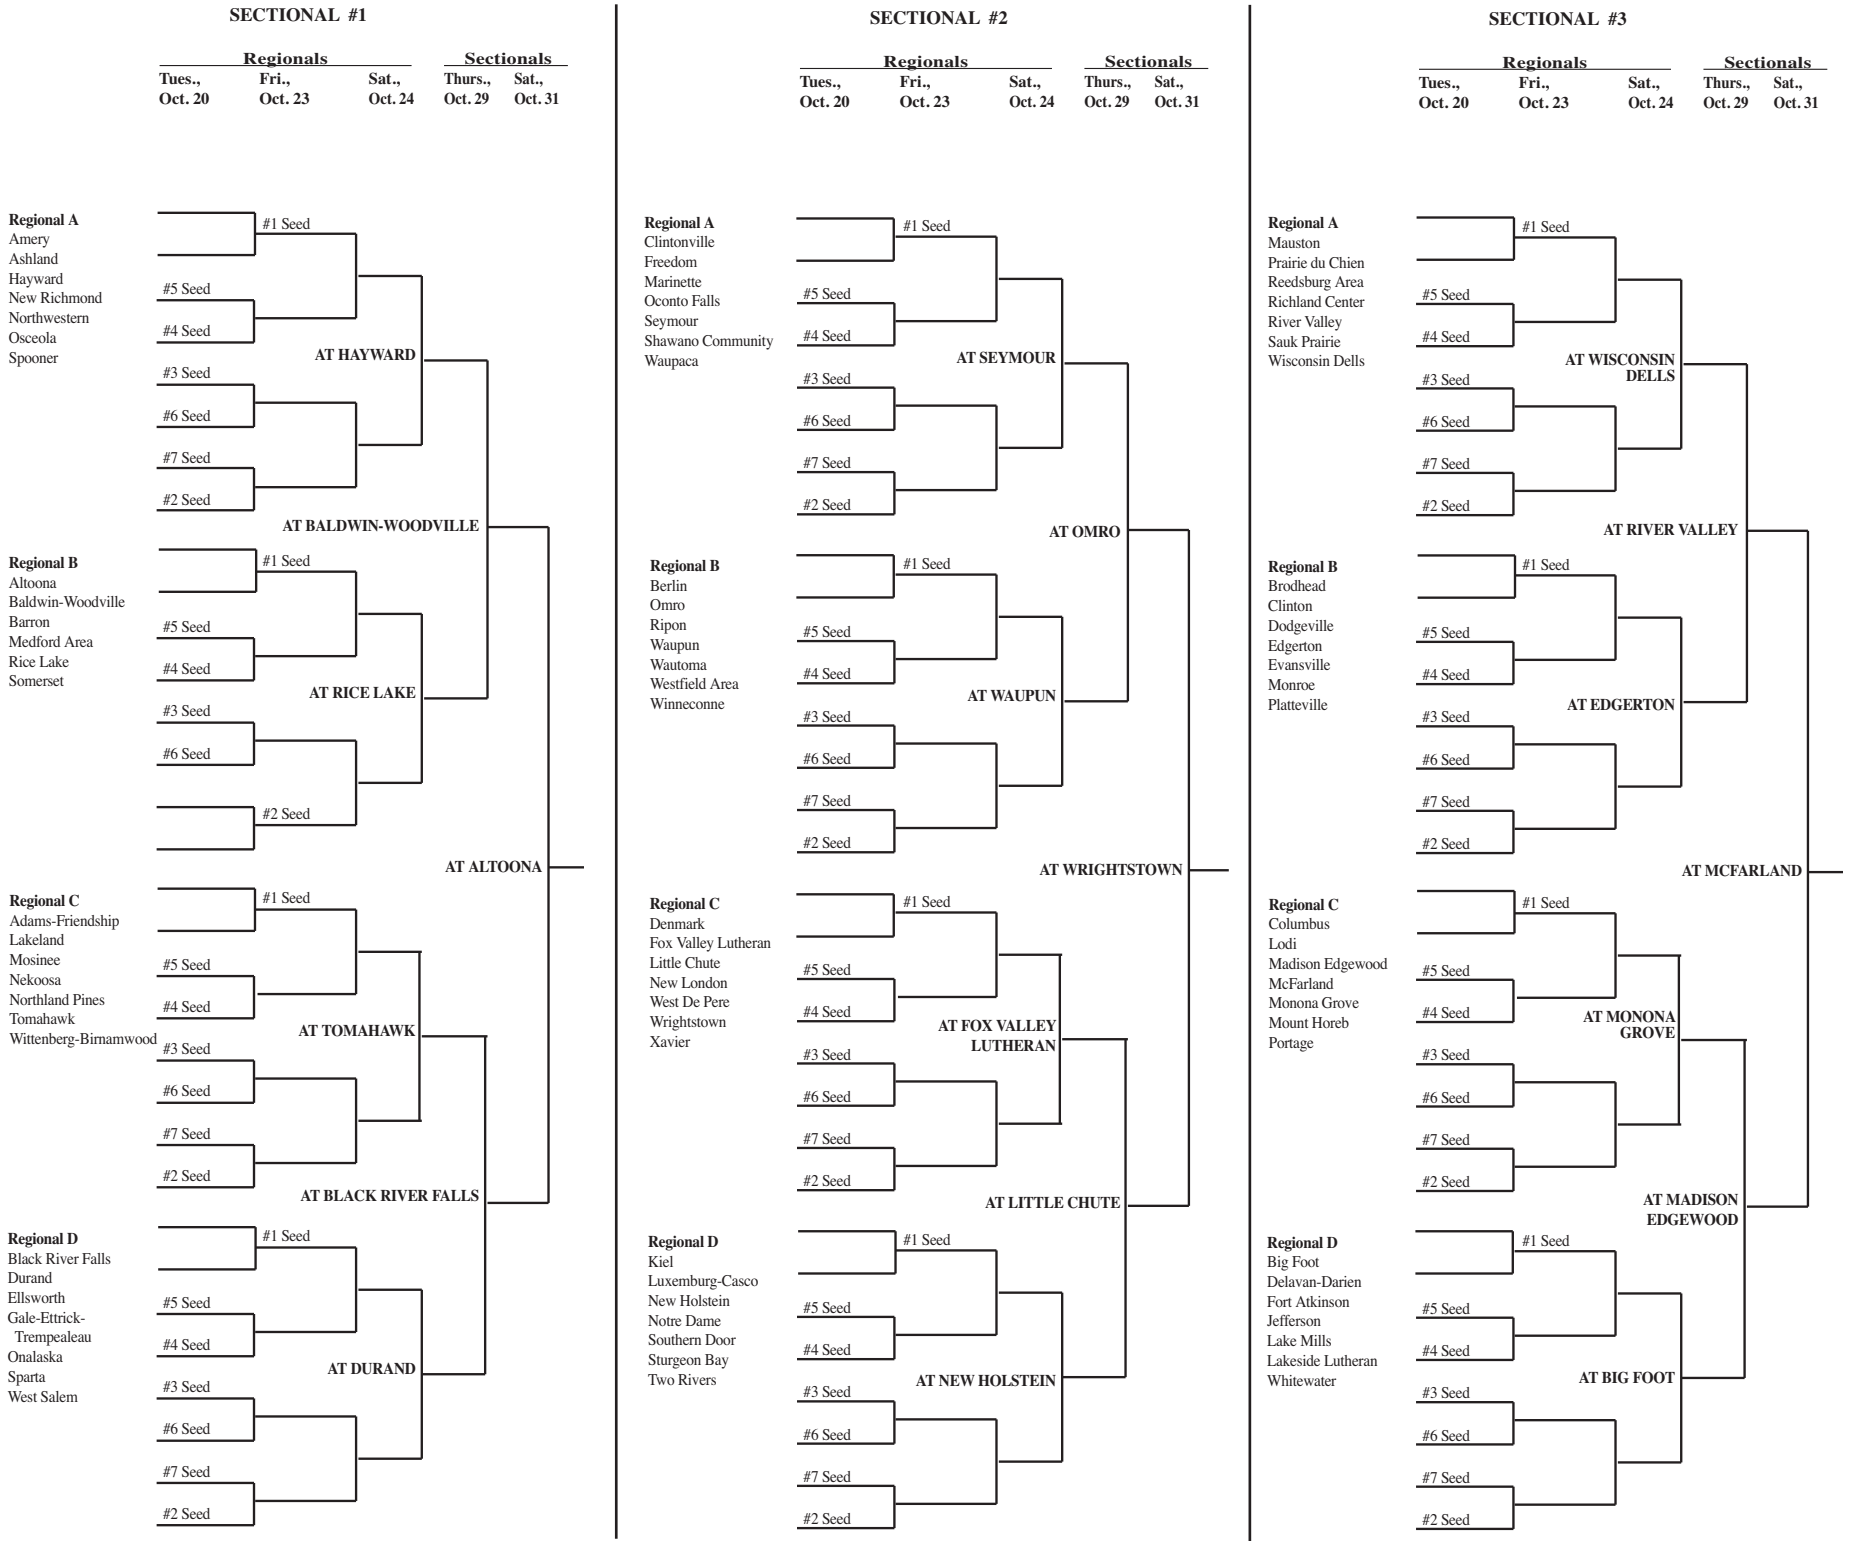 SECTIONAL #1
Regionals
Sectionals
Tues., Oct. 20
Fri., Oct. 23
Sat., Oct. 24
Thurs., Oct. 29
Sat., Oct. 31
Regional A
Amery
Ashland
Hayward
New Richmond
Northwestern
Osceola
Spooner
#1 Seed
#5 Seed
#4 Seed
#3 Seed
#6 Seed
#7 Seed
#2 Seed
AT HAYWARD
AT BALDWIN-WOODVILLE
Regional B
Altoona
Baldwin-Woodville
Barron
Medford Area
Rice Lake
Somerset
#1 Seed
#5 Seed
#4 Seed
#3 Seed
#6 Seed
#2 Seed
AT RICE LAKE
AT ALTOONA
Regional C
Adams-Friendship
Lakeland
Mosinee
Nekoosa
Northland Pines
Tomahawk
Wittenberg-Birnamwood
#1 Seed
#5 Seed
#4 Seed
#3 Seed
#6 Seed
#7 Seed
#2 Seed
AT TOMAHAWK
AT BLACK RIVER FALLS
Regional D
Black River Falls
Durand
Ellsworth
Gale-Ettrick-
Trempealeau
Onalaska
Sparta
West Salem
#1 Seed
#5 Seed
#4 Seed
#3 Seed
#6 Seed
#7 Seed
#2 Seed
AT DURAND
SECTIONAL #2
Regionals
Sectionals
Tues., Oct. 20
Fri., Oct. 23
Sat., Oct. 24
Thurs., Oct. 29
Sat., Oct. 31
Regional A
Clintonville
Freedom
Marinette
Oconto Falls
Seymour
Shawano Community
Waupaca
#1 Seed
#5 Seed
#4 Seed
#3 Seed
#6 Seed
#7 Seed
#2 Seed
AT SEYMOUR
AT OMRO
Regional B
Berlin
Omro
Ripon
Waupun
Wautoma
Westfield Area
Winneconne
#1 Seed
#5 Seed
#4 Seed
#3 Seed
#6 Seed
#7 Seed
#2 Seed
AT WAUPUN
AT WRIGHTSTOWN
Regional C
Denmark
Fox Valley Lutheran
Little Chute
New London
West De Pere
Wrightstown
Xavier
#1 Seed
#5 Seed
#4 Seed
#3 Seed
#6 Seed
#7 Seed
#2 Seed
AT FOX VALLEY
LUTHERAN
AT LITTLE CHUTE
Regional D
Kiel
Luxemburg-Casco
New Holstein
Notre Dame
Southern Door
Sturgeon Bay
Two Rivers
#1 Seed
#5 Seed
#4 Seed
#3 Seed
#6 Seed
#7 Seed
#2 Seed
AT NEW HOLSTEIN
SECTIONAL #3
Regionals
Sectionals
Tues., Oct. 20
Fri., Oct. 23
Sat., Oct. 24
Thurs., Oct. 29
Sat., Oct. 31
Regional A
Mauston
Prairie du Chien
Reedsburg Area
Richland Center
River Valley
Sauk Prairie
Wisconsin Dells
#1 Seed
#5 Seed
#4 Seed
#3 Seed
#6 Seed
#7 Seed
#2 Seed
AT WISCONSIN
DELLS
AT RIVER VALLEY
Regional B
Brodhead
Clinton
Dodgeville
Edgerton
Evansville
Monroe
Platteville
#1 Seed
#5 Seed
#4 Seed
#3 Seed
#6 Seed
#7 Seed
#2 Seed
AT EDGERTON
AT MCFARLAND
Regional C
Columbus
Lodi
Madison Edgewood
McFarland
Monona Grove
Mount Horeb
Portage
#1 Seed
#5 Seed
#4 Seed
#3 Seed
#6 Seed
#7 Seed
#2 Seed
AT MONONA
GROVE
AT MADISON
EDGEWOOD
Regional D
Big Foot
Delavan-Darien
Fort Atkinson
Jefferson
Lake Mills
Lakeside Lutheran
Whitewater
#1 Seed
#5 Seed
#4 Seed
#3 Seed
#6 Seed
#7 Seed
#2 Seed
AT BIG FOOT